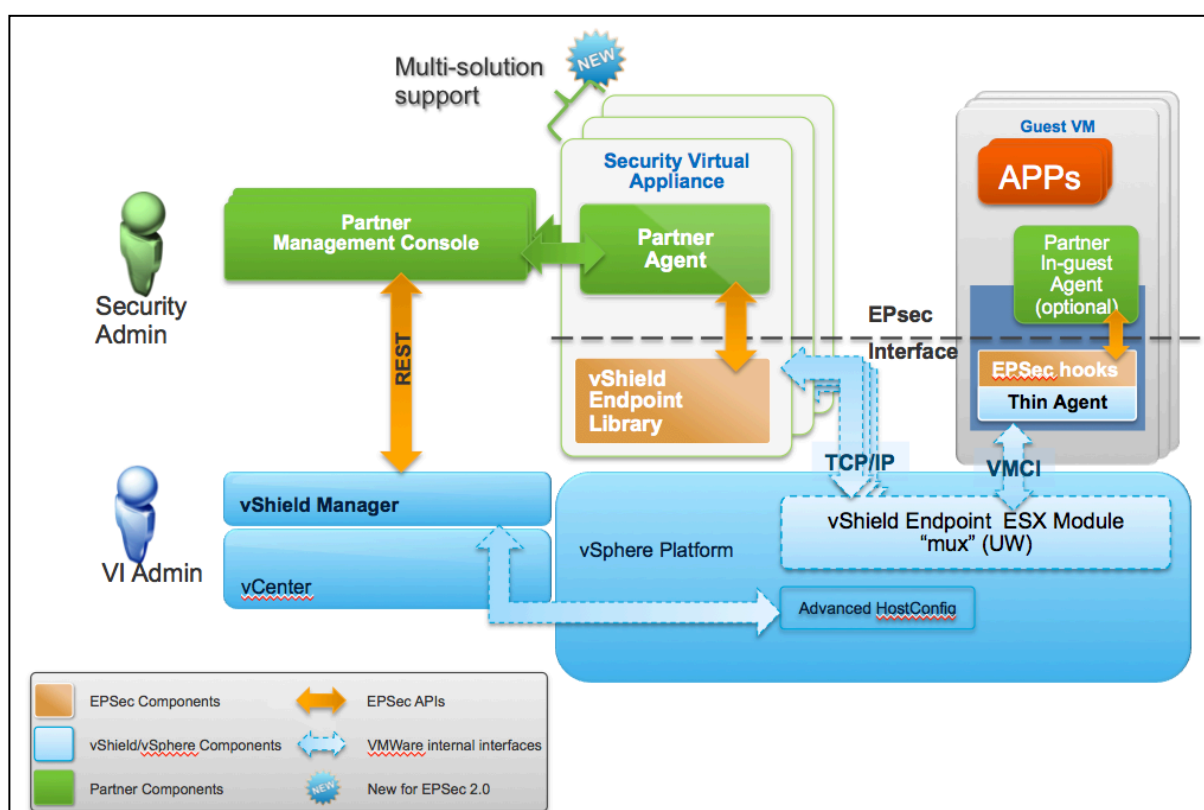 NEW
Multi-solution
support
Guest VM
APPs
Security Virtual
Appliance
Partner
Management Console
Partner
Agent
Partner
In-guest
Agent
(optional)
Security
Admin
REST
EPsec
Interface
vShield
Endpoint
Library
EPSec hooks
Thin Agent
TCP/IP
VMCI
vShield Manager
vCenter
VI Admin
vSphere Platform
vShield Endpoint ESX Module
“mux” (UW)
Advanced HostConfig
EPSec Components
EPSec APIs
vShield/vSphere Components
VMWare internal interfaces
Partner Components
NEW
New for EPSec 2.0